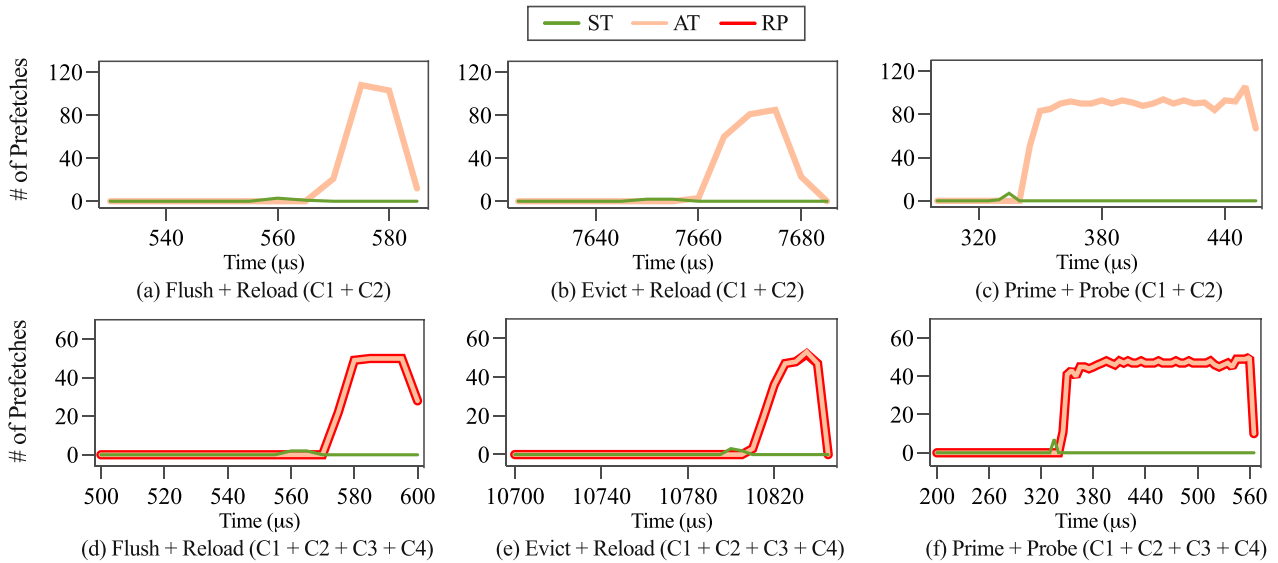 ST AT RP
# of Prefetches
120
80
40
0
540 560 580
Time (μs)
(a) Flush + Reload (C1 + C2)
120
80
40
0
7640 7660 7680
Time (μs)
(b) Evict + Reload (C1 + C2)
120
80
40
0
320 380 440
Time (μs)
(c) Prime + Probe (C1 + C2)
# of Prefetches
60
40
20
0
500 520 540 560 580 600
Time (μs)
(d) Flush + Reload (C1 + C2 + C3 + C4)
60
40
20
0
10700 10740 10780 10820
Time (μs)
(e) Evict + Reload (C1 + C2 + C3 + C4)
60
40
20
0
200 260 320 380 440 500 560
Time (μs)
(f) Prime + Probe (C1 + C2 + C3 + C4)